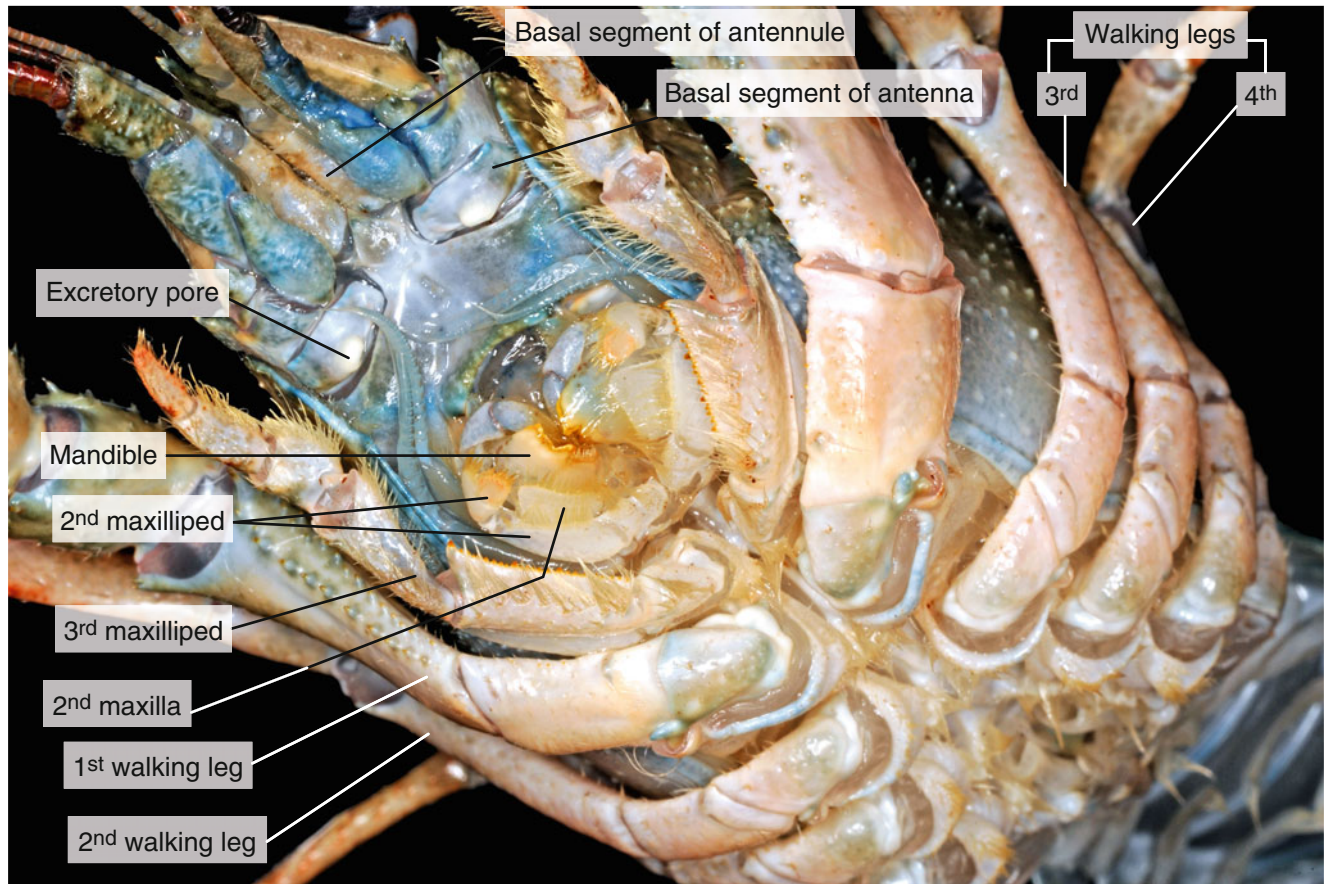 Basal segment of antennule
Walking legs
Basal segment of antenna
3rd
4th
Excretory pore
Mandible
2nd maxilliped
3rd maxilliped
2nd maxilla
1st walking leg
2nd walking leg